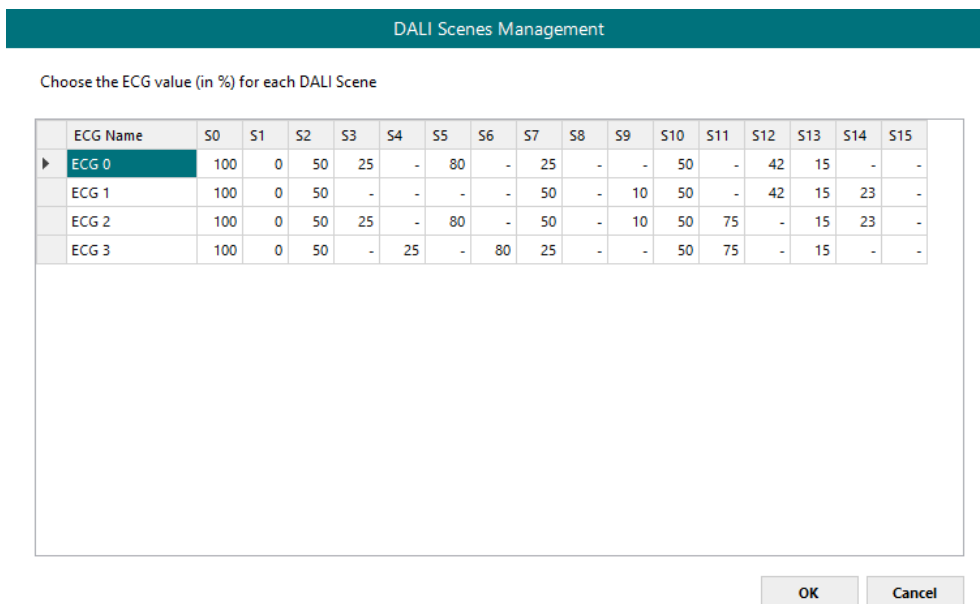 DALI Scenes Management
Choose the ECG value (in %) for each DALI Scene
ECG Name S0 S1 S2 S3 S4 S5 S6 S7 S8 S9 S10 S11 S12 S13 S14 S15
ECG 0 100 0 50 25 - 80 - 25 - - 50 - 42 15 - -
ECG 1 100 0 50 - - - - 50 - 10 50 - 42 15 23 -
ECG 2 100 0 50 25 - 80 - 50 - 10 50 75 - 15 23 -
ECG 3 100 0 50 - 25 - 80 25 - - 50 75 - 15 - -
OK Cancel